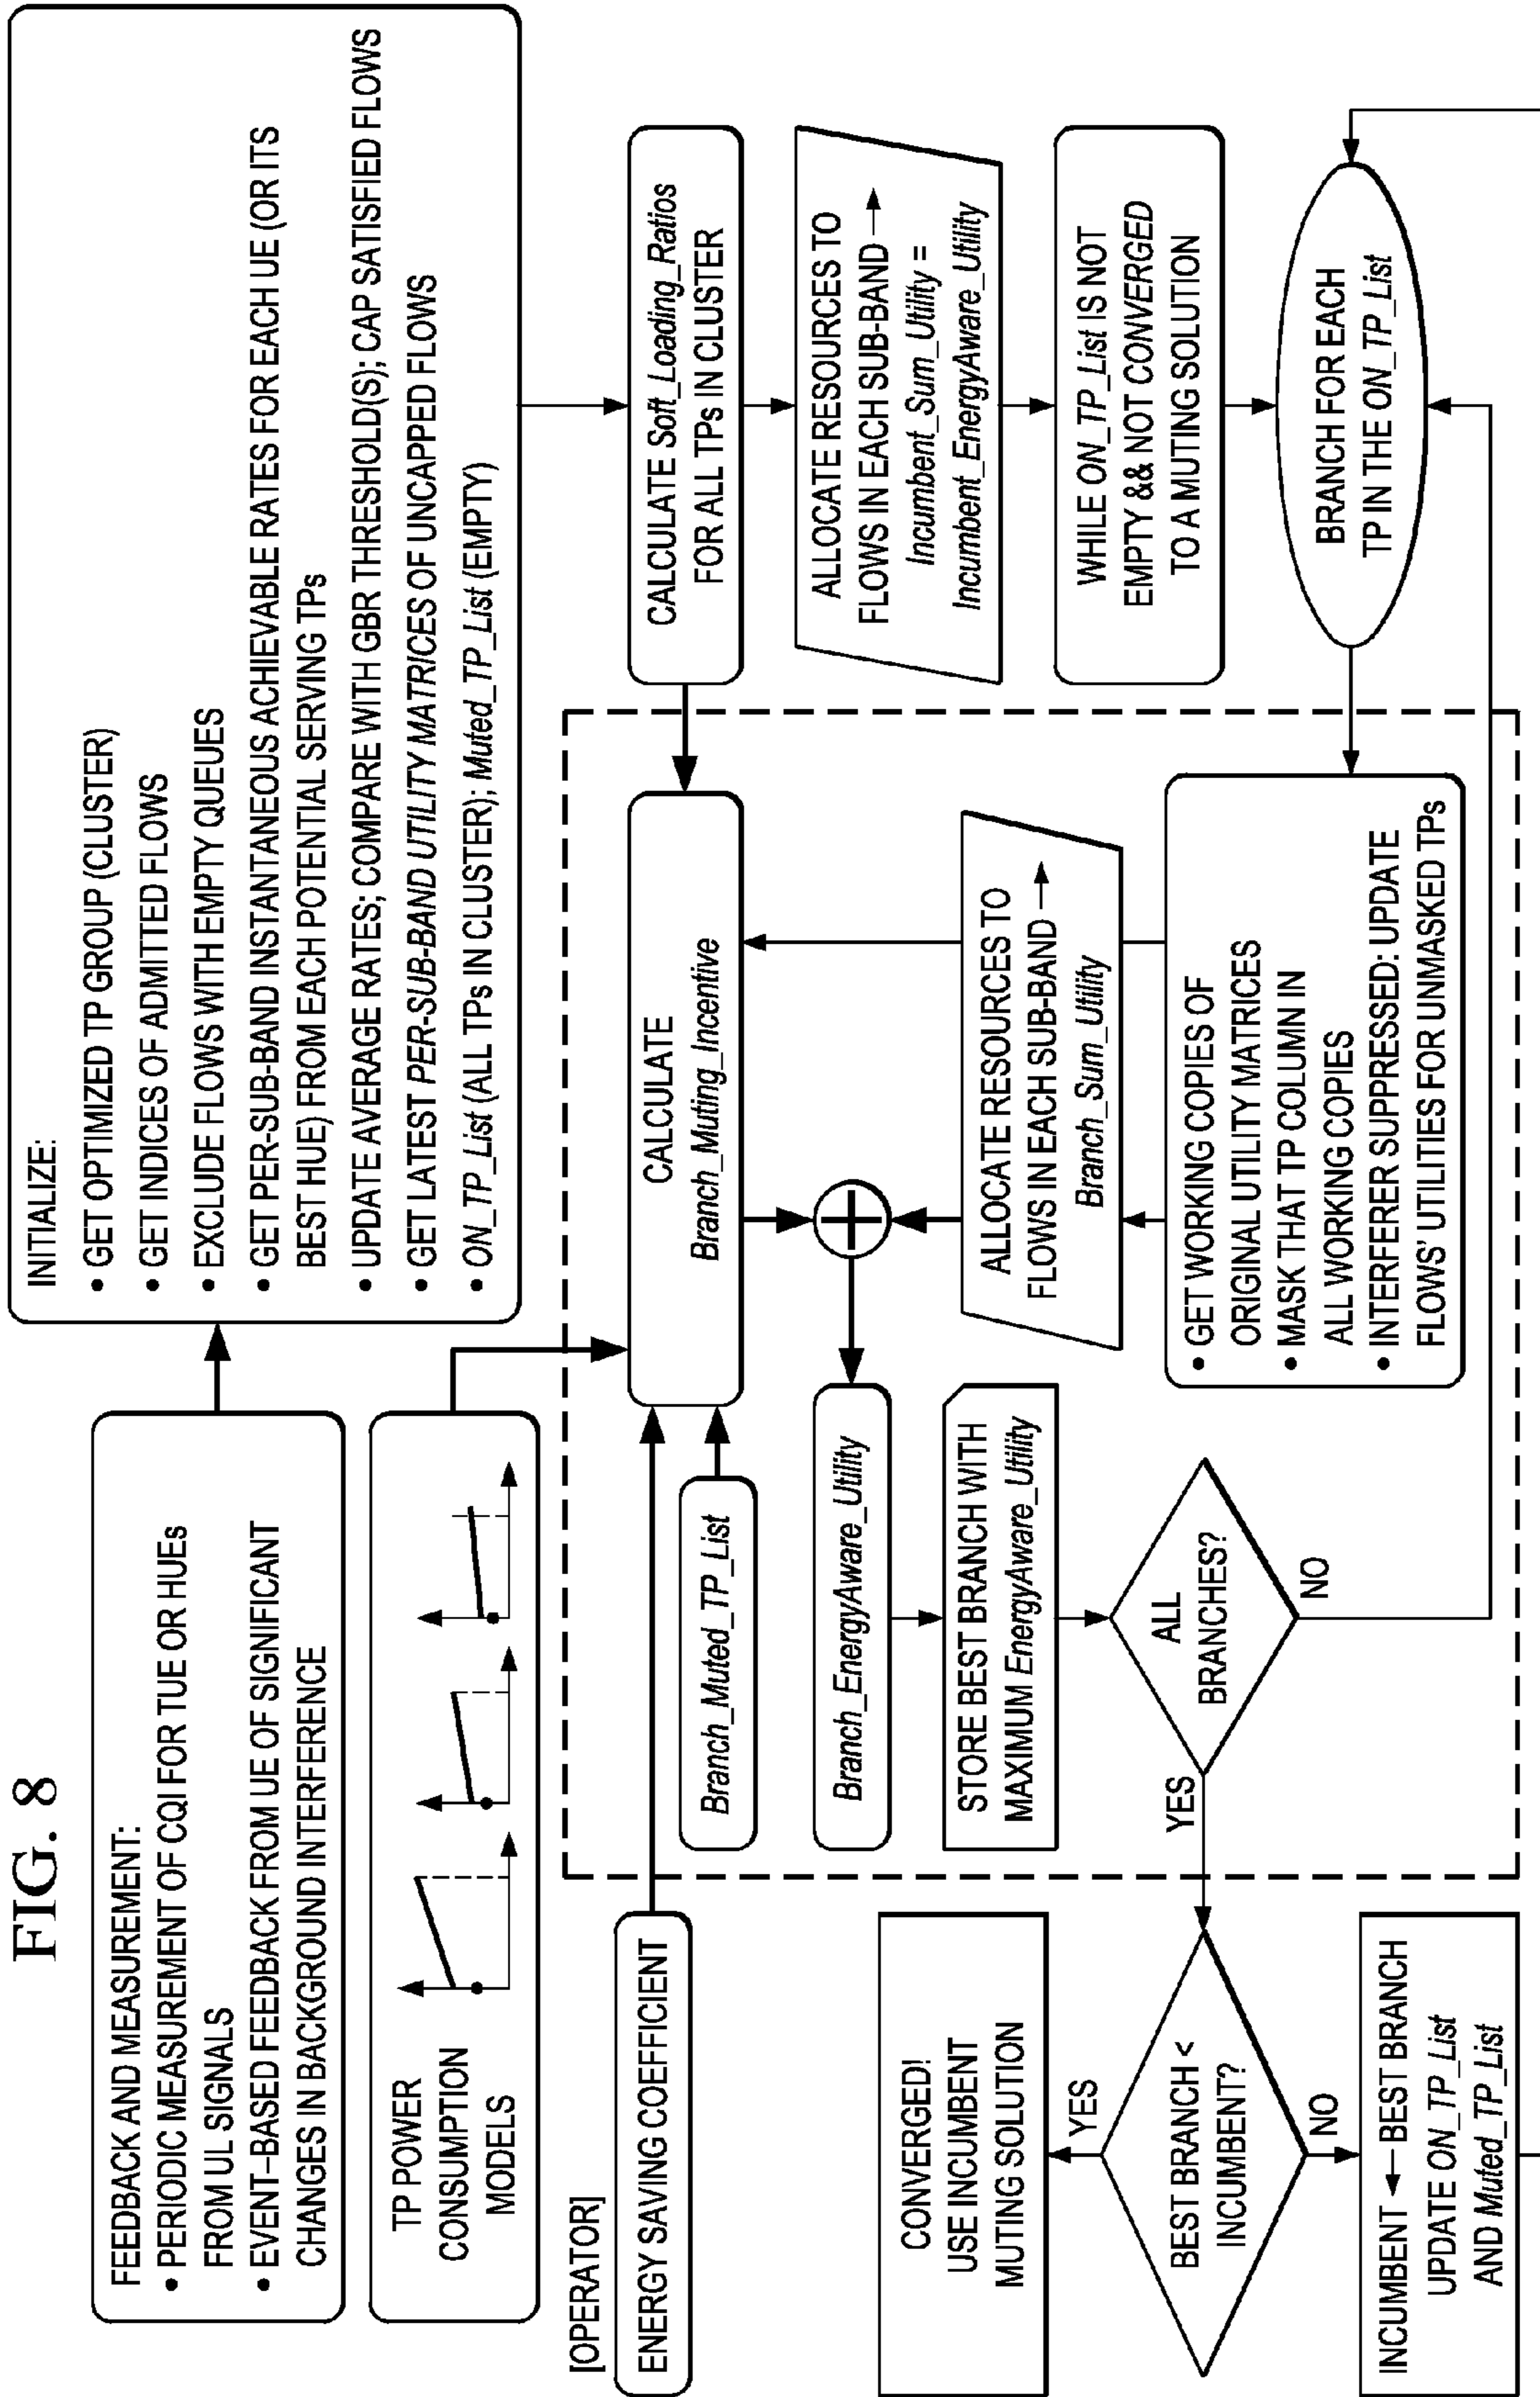 FIG. 8
FEEDBACK AND MEASUREMENT:
• PERIODIC MEASUREMENT OF CQI FOR TUE OR HUEs
FROM UL SIGNALS
• EVENT–BASED FEEDBACK FROM UE OF SIGNIFICANT
CHANGES IN BACKGROUND INTERFERENCE
INITIALIZE:
• GET OPTIMIZED TP GROUP (CLUSTER)
• GET INDICES OF ADMITTED FLOWS
• EXCLUDE FLOWS WITH EMPTY QUEUES
• GET PER-SUB-BAND INSTANTANEOUS ACHIEVABLE RATES FOR EACH UE (OR ITS
BEST HUE) FROM EACH POTENTIAL SERVING TPs
• UPDATE AVERAGE RATES; COMPARE WITH GBR THRESHOLD(S); CAP SATISFIED FLOWS
• GET LATEST PER-SUB-BAND UTILITY MATRICES OF UNCAPPED FLOWS
• ON_TP_List (ALL TPs IN CLUSTER); Muted_TP_List (EMPTY)
TP POWER
CONSUMPTION
MODELS
[OPERATOR]
ENERGY SAVING COEFFICIENT
Branch_Muted_TP_List
CALCULATE
Branch_Muting_Incentive
CALCULATE Soft_Loading_Ratios
FOR ALL TPs IN CLUSTER
ALLOCATE RESOURCES TO
FLOWS IN EACH SUB-BAND →
Incumbent_Sum_Utility =
Incumbent_EnergyAware_Utility
Branch_EnergyAware_Utility
STORE BEST BRANCH WITH
MAXIMUM EnergyAware_Utility
ALLOCATE RESOURCES TO
FLOWS IN EACH SUB-BAND →
Branch_Sum_Utility
WHILE ON_TP_List IS NOT
EMPTY && NOT CONVERGED
TO A MUTING SOLUTION
CONVERGED!
USE INCUMBENT
MUTING SOLUTION
YES
BEST BRANCH <
INCUMBENT?
NO
YES
ALL
BRANCHES?
NO
• GET WORKING COPIES OF
ORIGINAL UTILITY MATRICES
• MASK THAT TP COLUMN IN
ALL WORKING COPIES
• INTERFERER SUPPRESSED: UPDATE
FLOWS' UTILITIES FOR UNMASKED TPs
BRANCH FOR EACH
TP IN THE ON_TP_List
INCUMBENT ← BEST BRANCH
UPDATE ON_TP_List
AND Muted_TP_List